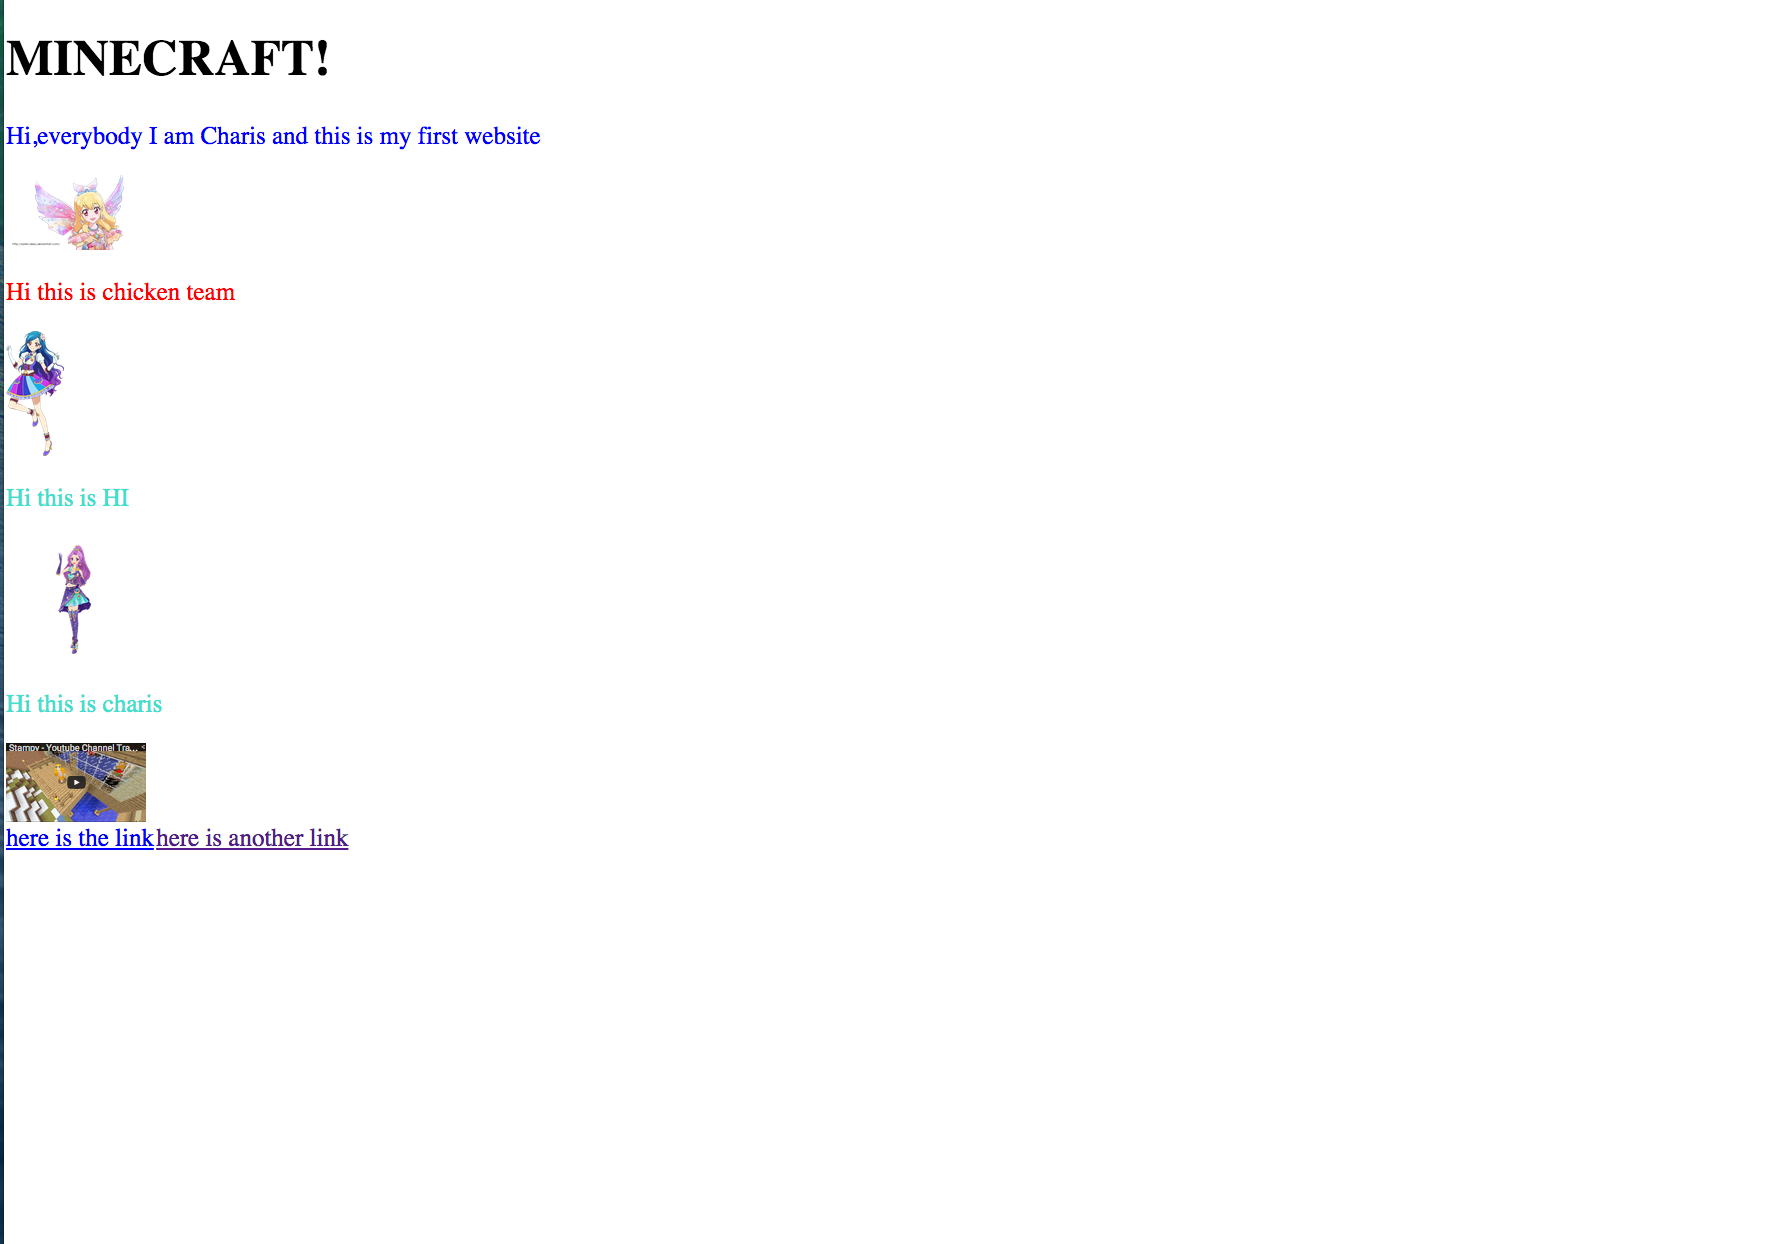 MINECRAFT!
Hi,everybody I am Charis and this is my first website
Hi this is chicken team
Hi this is HI
Hi this is charis
Stampy - Youtube Channel Tra...
here is the link here is another link